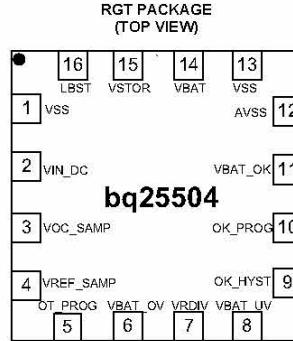 RGT PACKAGE
(TOP VIEW)
16 15 14 13
LBST VSTOR VBAT VSS
1 VSS AVSS 12
2 VIN_DC VBAT_OK 11
bq25504
3 VOC_SAMP OK_PROG 10
4 VREF_SAMP OK_HYST 9
OT_PROG VBAT_OV VRDIV VBAT_UV
5 6 7 8